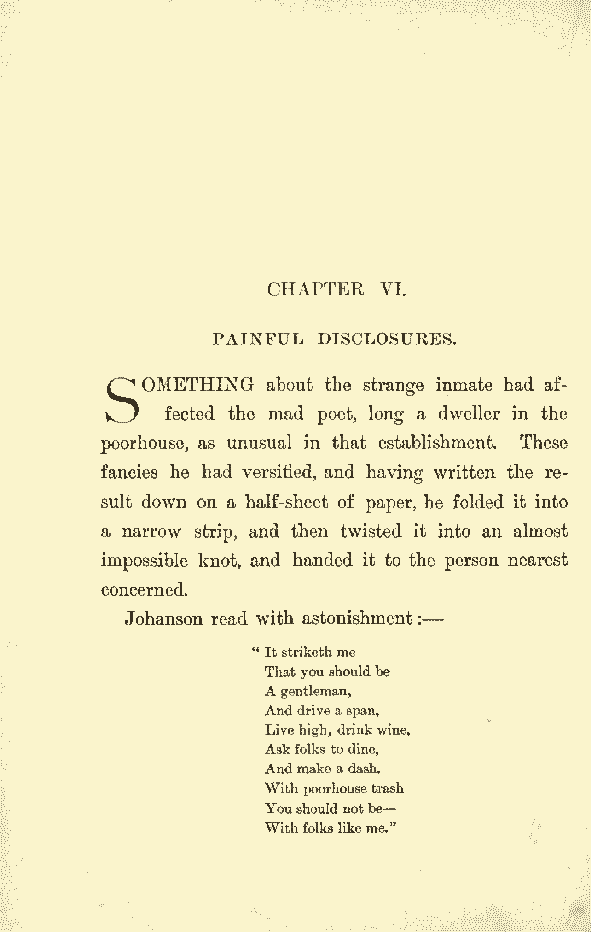 CHAPTER VI.
PAINFUL DISCLOSURES.
SOMETHING about the strange inmate had af-
fected the mad poet, long a dweller in the
poorhouse, as unusual in that establishment. These
fancies he had versified, and having written the re-
sult down on a half-sheet of paper, he folded it into
a narrow strip, and then twisted it into an almost
impossible knot, and handed it to the person nearest
concerned.
Johanson read with astonishment:—
“ It striketh me
That you should be
A gentleman,
And drive a span,
Live high, drink wine,
Ask folks to dine,
And make a dash.
With poorhouse trash
You should not be—
With folks like me.”